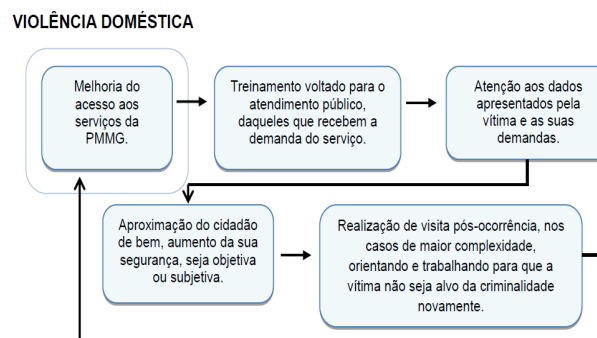 VIOLÊNCIA DOMÉSTICA
Melhoria do
acesso aos
serviços da
PMMG.
Treinamento voltado para o
atendimento público,
daqueles que recebem a
demanda do serviço.
Atenção aos dados
apresentados pela
vítima e as suas
demandas.
Aproximação do cidadão
de bem, aumento da sua
segurança, seja objetiva
ou subjetiva.
Realização de visita pós-ocorrência, nos
casos de maior complexidade,
orientando e trabalhando para que a
vítima não seja alvo da criminalidade
novamente.